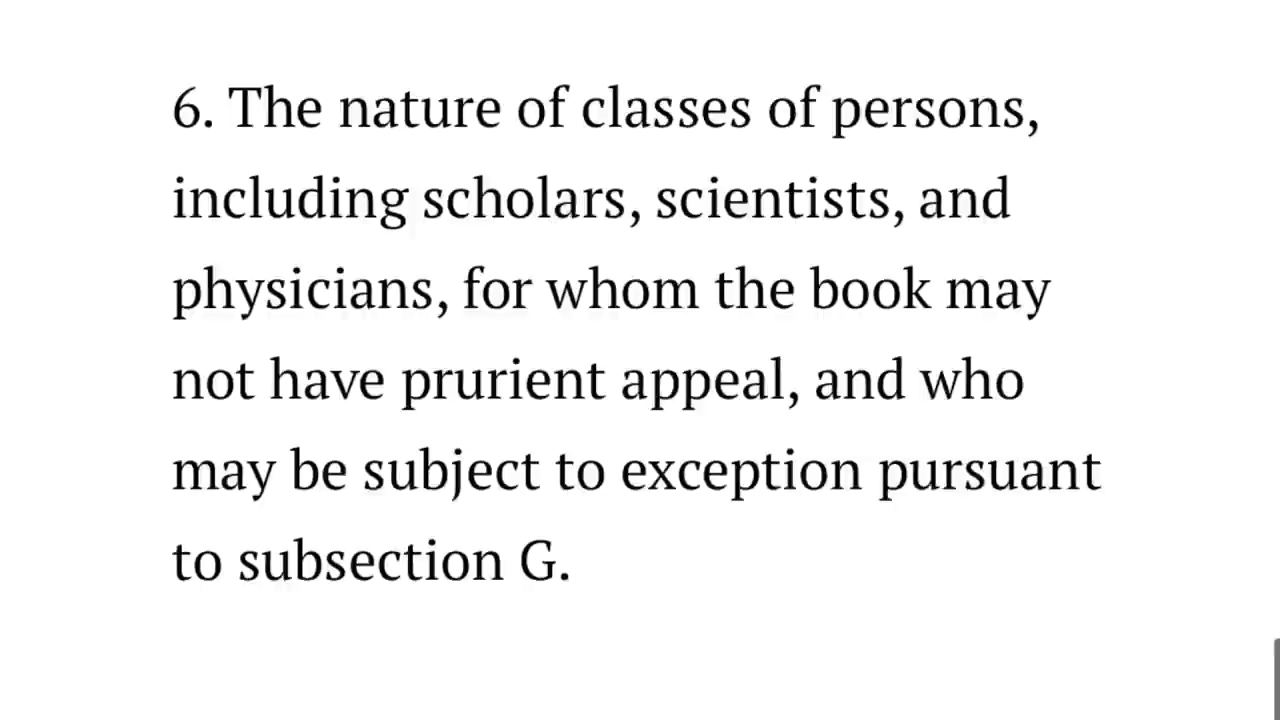 6. The nature of classes of persons,
including scholars, scientists, and
physicians, for whom the book may
not have prurient appeal, and who
may be subject to exception pursuant
to subsection G.